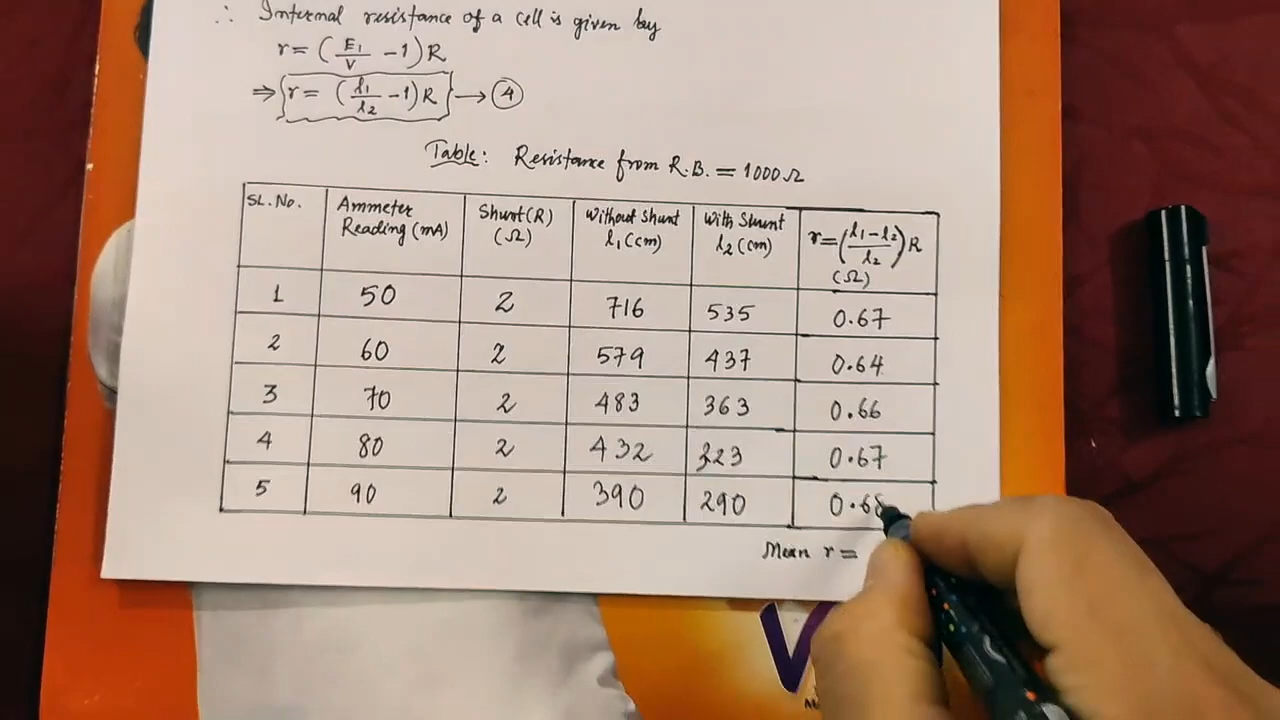 ∴ Internal resistance of a cell is given by
r = (E₁/V - 1)R
⇒ r = (l₁/l₂ - 1)R → ④
Table: Resistance from R.B. = 1000Ω
SL. No. Ammeter Reading (mA) Shunt (R) (Ω) Without Shunt l₁ (cm) With Shunt l₂ (cm) r = (l₁ - l₂/l₂)R (Ω)
1 50 2 716 535 0.67
2 60 2 579 437 0.64
3 70 2 483 363 0.66
4 80 2 432 323 0.67
5 90 2 390 290 0.68
Mean r =